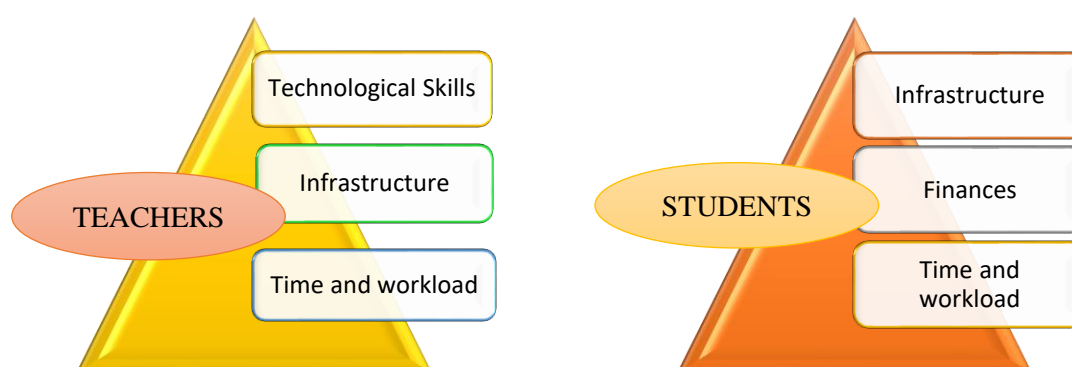 Technological Skills
Infrastructure
TEACHERS
Time and workload
Infrastructure
Finances
STUDENTS
Time and
workload